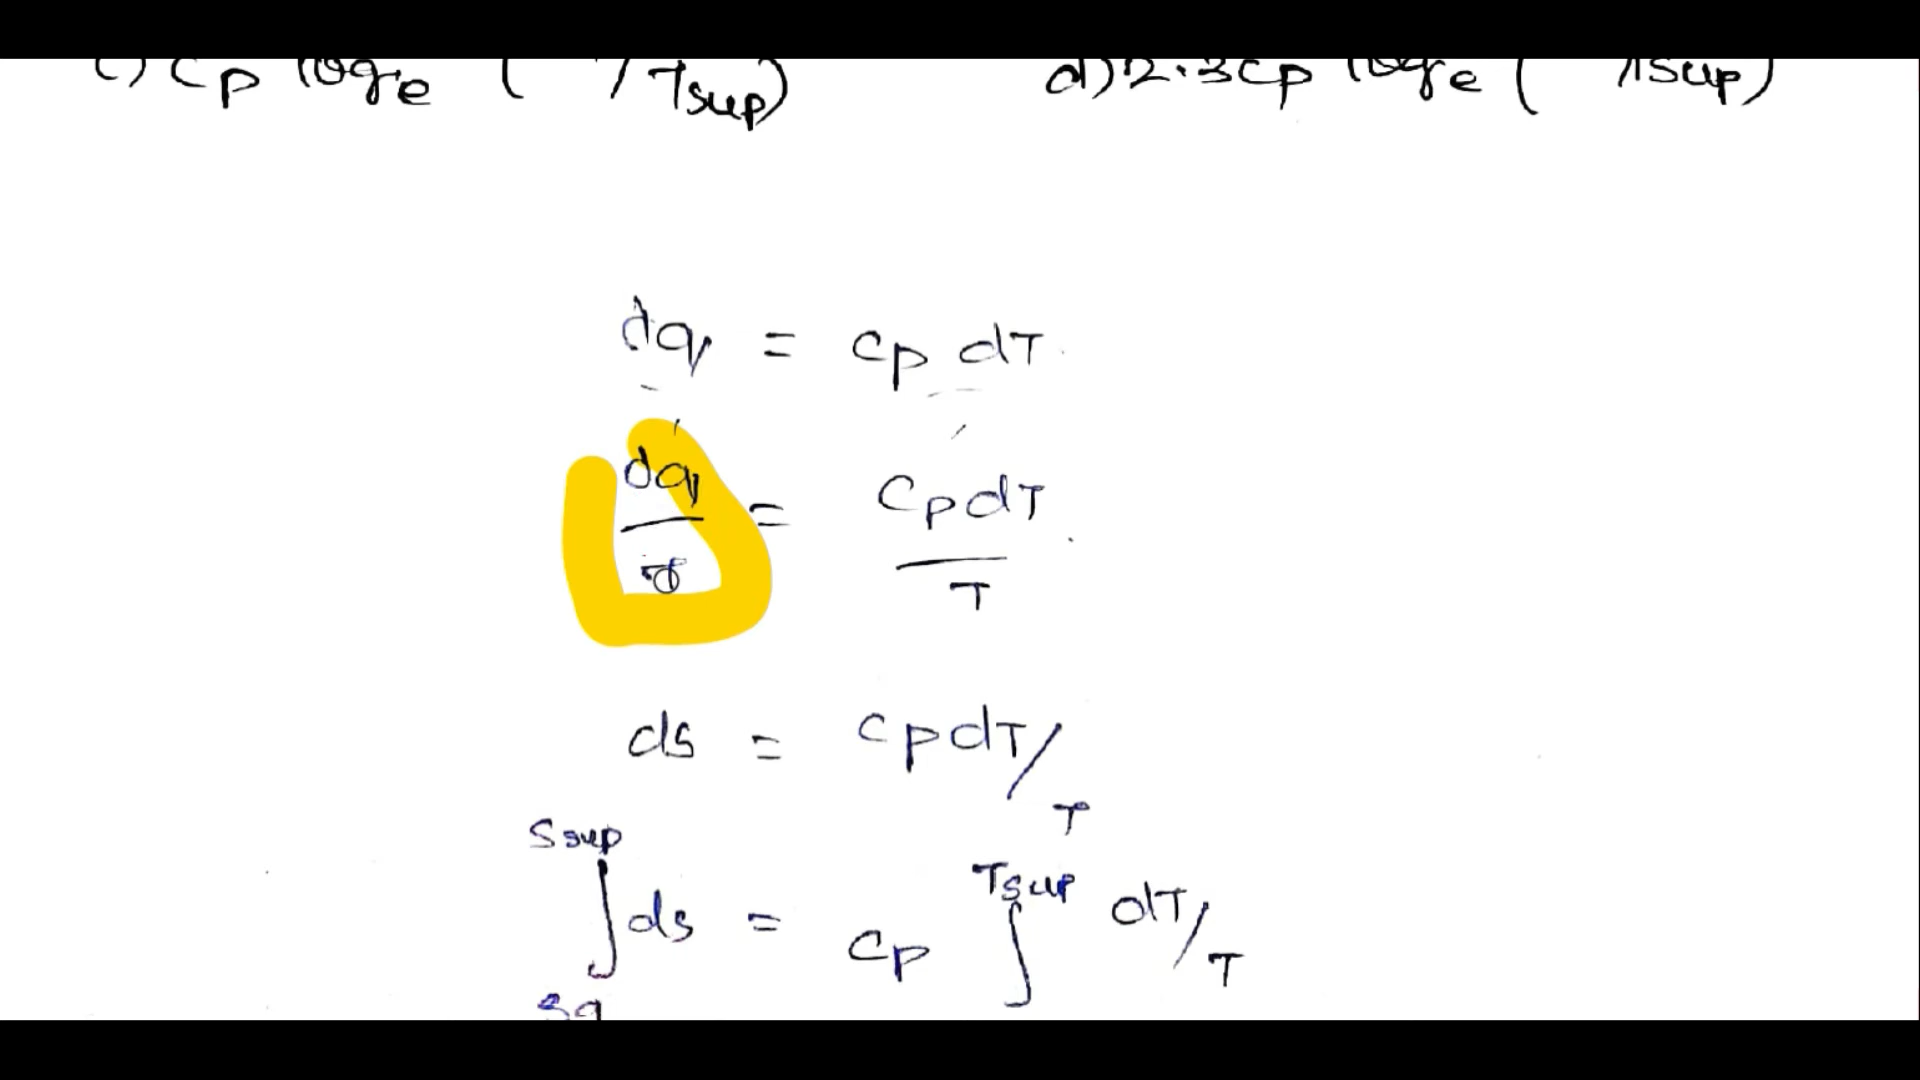 c) Cp loge ( / Tsup)
d) 2.3Cp loge ( /Tsup)
dq = Cp dT
dq/T = CpdT/T
ds = CpdT/T
∫ ds = Cp ∫ dT/T
Ssup Tsup
Sg